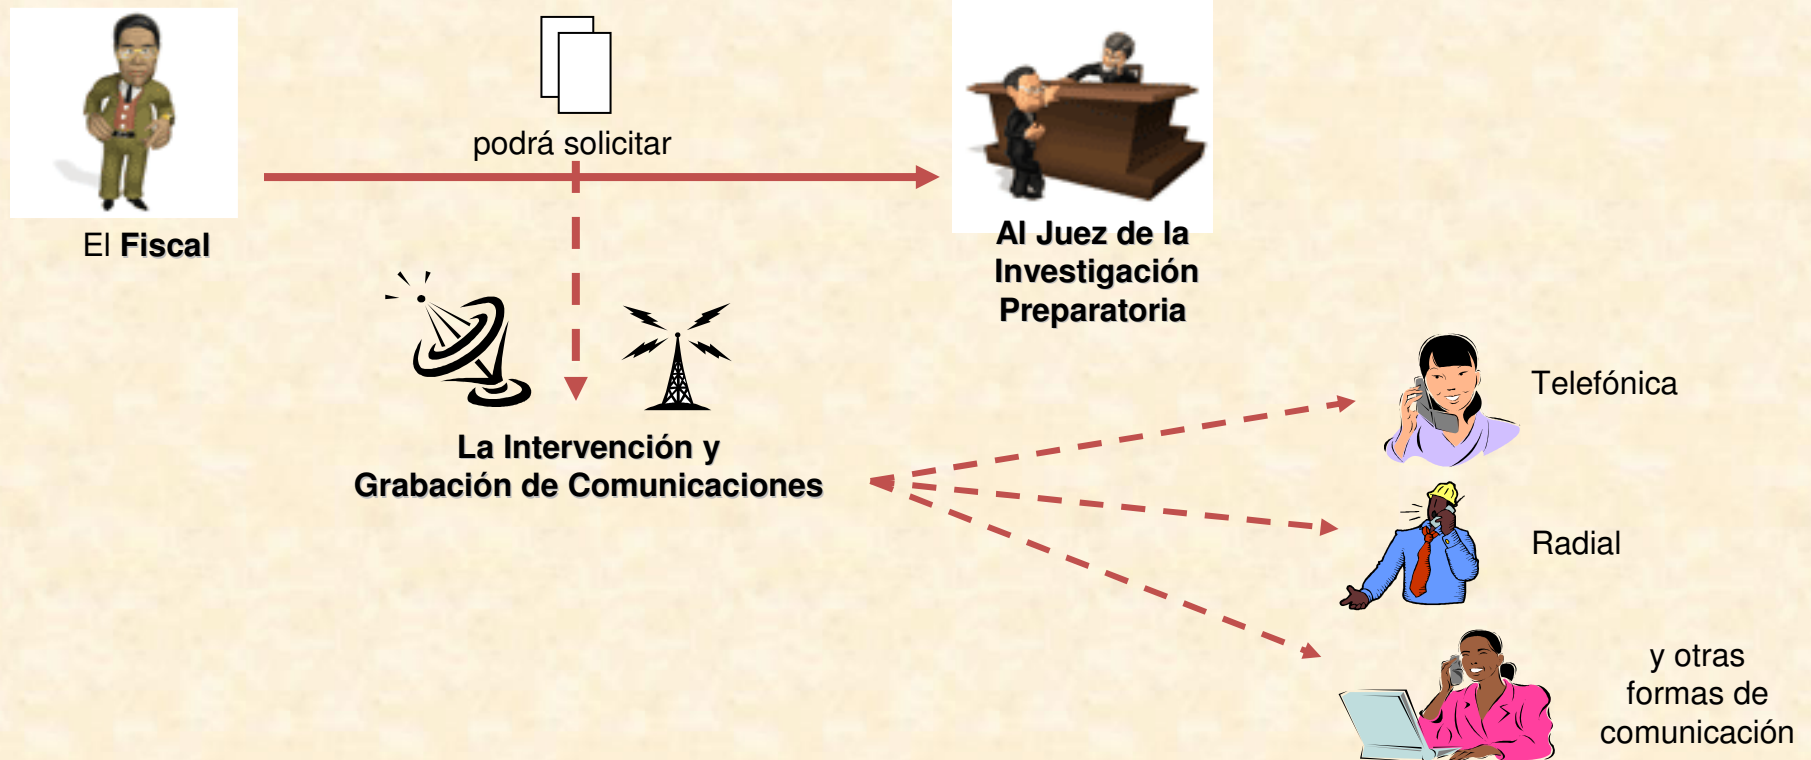 podrá solicitar
El Fiscal
Al Juez de la
Investigación
Preparatoria
La Intervención y
Grabación de Comunicaciones
Telefónica
Radial
y otras
formas de
comunicación